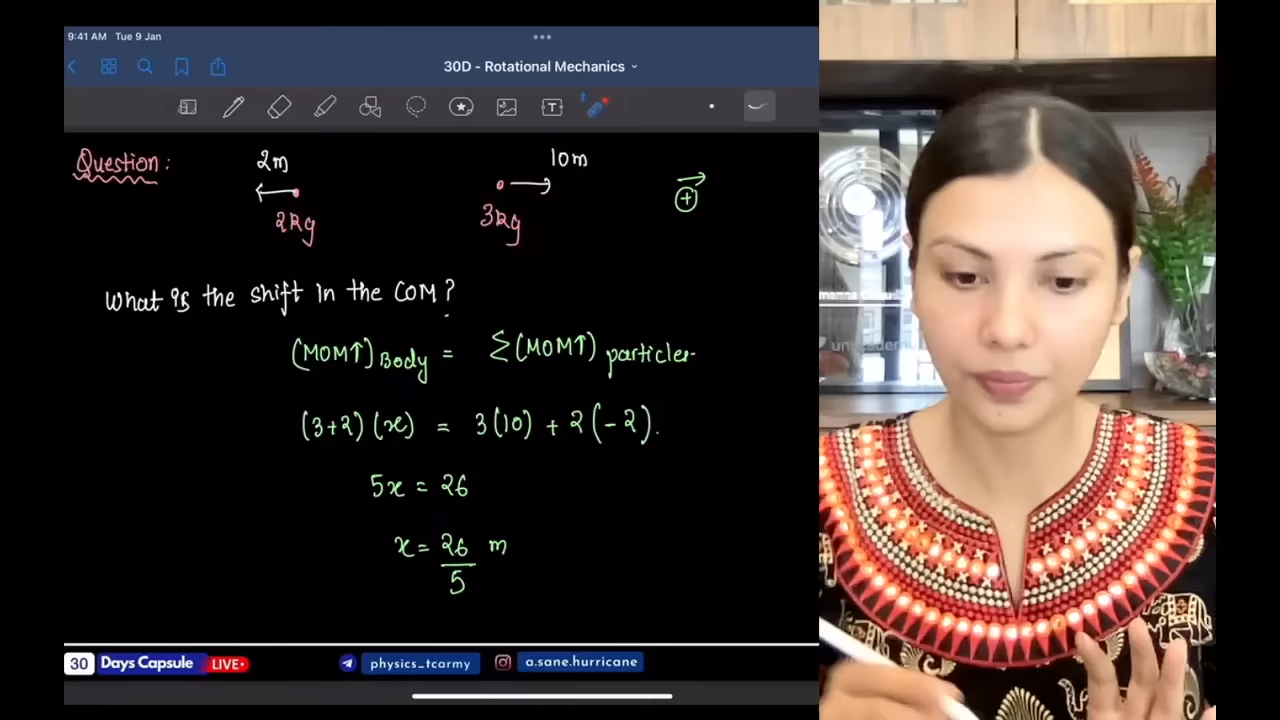 9:41 AM Tue 9 Jan
30D - Rotational Mechanics
T
Question:
2m
10m
2kg
3kg
+
What is the shift in the COM?
(MOM↑)Body = Σ(MOM↑)particles
(3+2)(x) = 3(10) + 2(-2).
5x = 26
x = 26/5 m
30 Days Capsule LIVE
physics_tcarmy
a.sane.hurricane